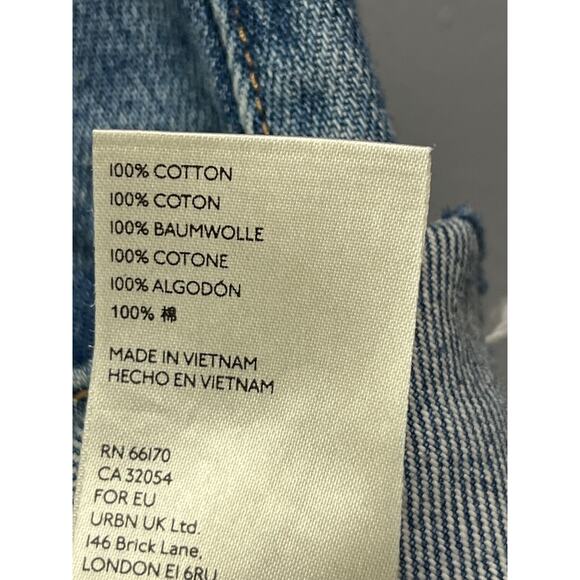 100% COTTON
100% COTON
100% BAUMWOLLE
100% COTONE
100% ALGODÓN
100% 棉
MADE IN VIETNAM
HECHO EN VIETNAM
RN 66170
CA 32054
FOR EU
URBN UK Ltd.
146 Brick Lane,
LONDON E1 6RU